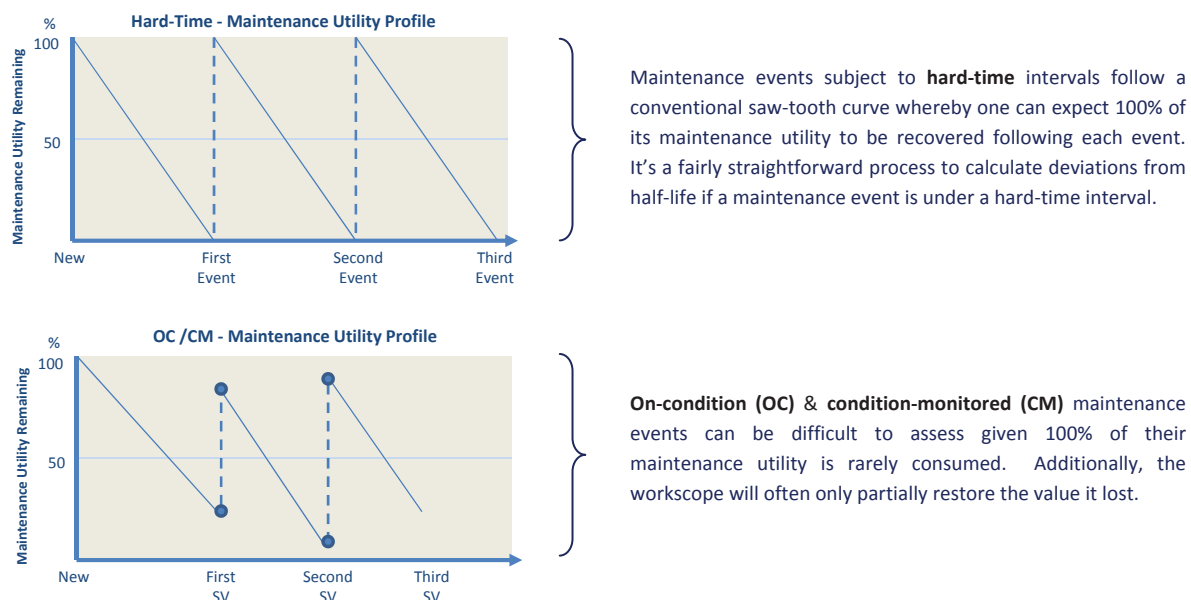 Hard-Time - Maintenance Utility Profile
%
100
50
Maintenance Utility Remaining
New
First
Event
Second
Event
Third
Event
Maintenance events subject to hard-time intervals follow a
conventional saw-tooth curve whereby one can expect 100% of
its maintenance utility to be recovered following each event.
It’s a fairly straightforward process to calculate deviations from
half-life if a maintenance event is under a hard-time interval.
OC /CM - Maintenance Utility Profile
%
100
50
Maintenance Utility Remaining
New
First
SV
Second
SV
Third
SV
On-condition (OC) & condition-monitored (CM) maintenance
events can be difficult to assess given 100% of their
maintenance utility is rarely consumed. Additionally, the
workscope will often only partially restore the value it lost.